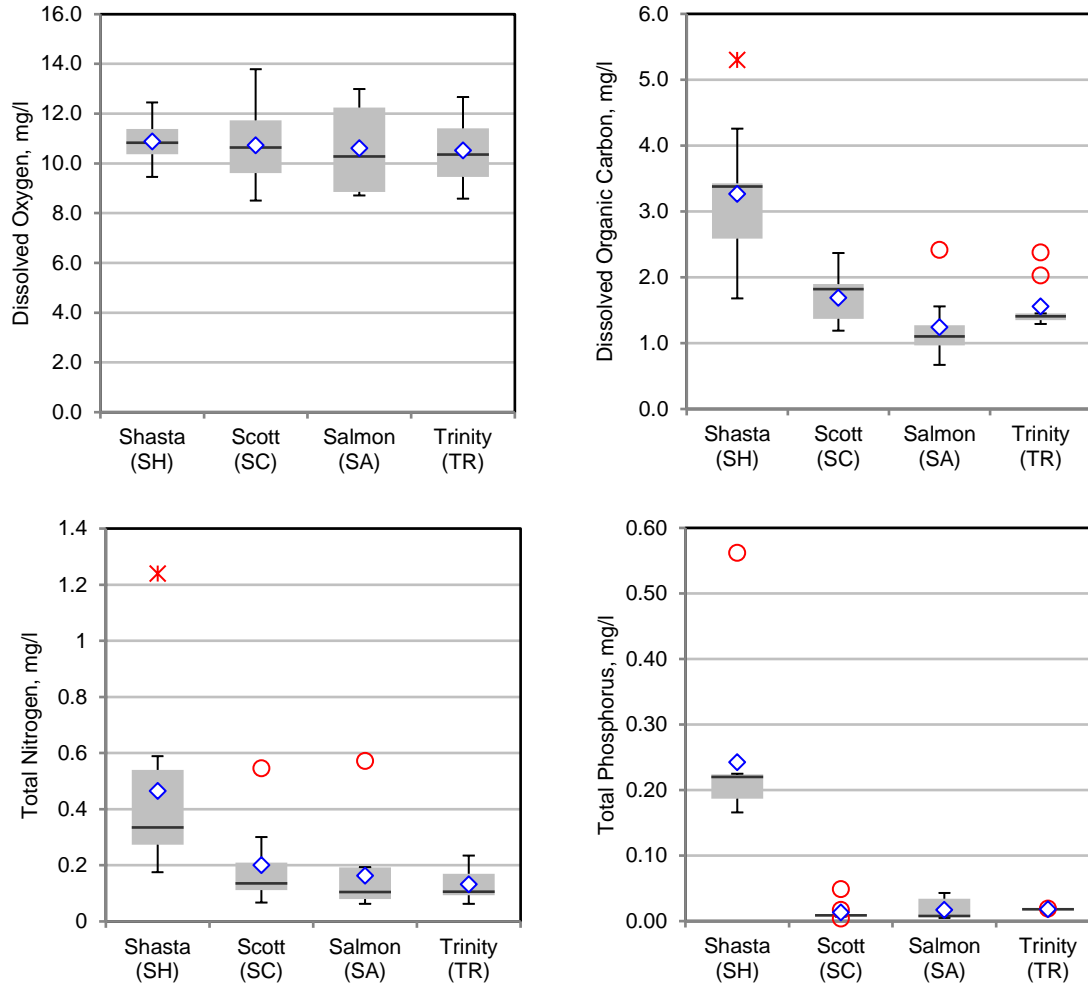 Dissolved Oxygen, mg/l
16.0
14.0
12.0
10.0
8.0
6.0
4.0
2.0
0.0
Shasta
(SH)
Scott
(SC)
Salmon
(SA)
Trinity
(TR)
Dissolved Organic Carbon, mg/l
6.0
5.0
4.0
3.0
2.0
1.0
0.0
Shasta
(SH)
Scott
(SC)
Salmon
(SA)
Trinity
(TR)
Total Nitrogen, mg/l
1.4
1.2
1
0.8
0.6
0.4
0.2
0
Shasta
(SH)
Scott
(SC)
Salmon
(SA)
Trinity
(TR)
Total Phosphorus, mg/l
0.60
0.50
0.40
0.30
0.20
0.10
0.00
Shasta
(SH)
Scott
(SC)
Salmon
(SA)
Trinity
(TR)